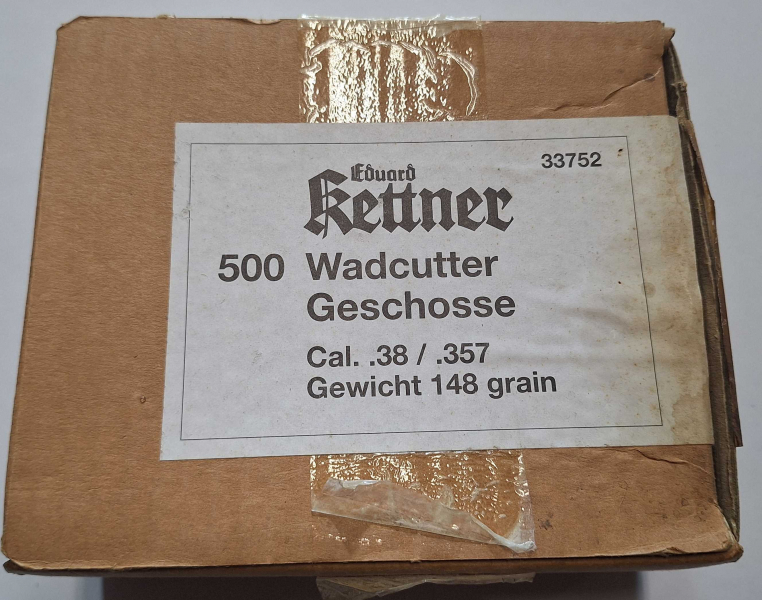 33752
Eduard
Kettner
500 Wadcutter
Geschosse
Cal. .38 / .357
Gewicht 148 grain